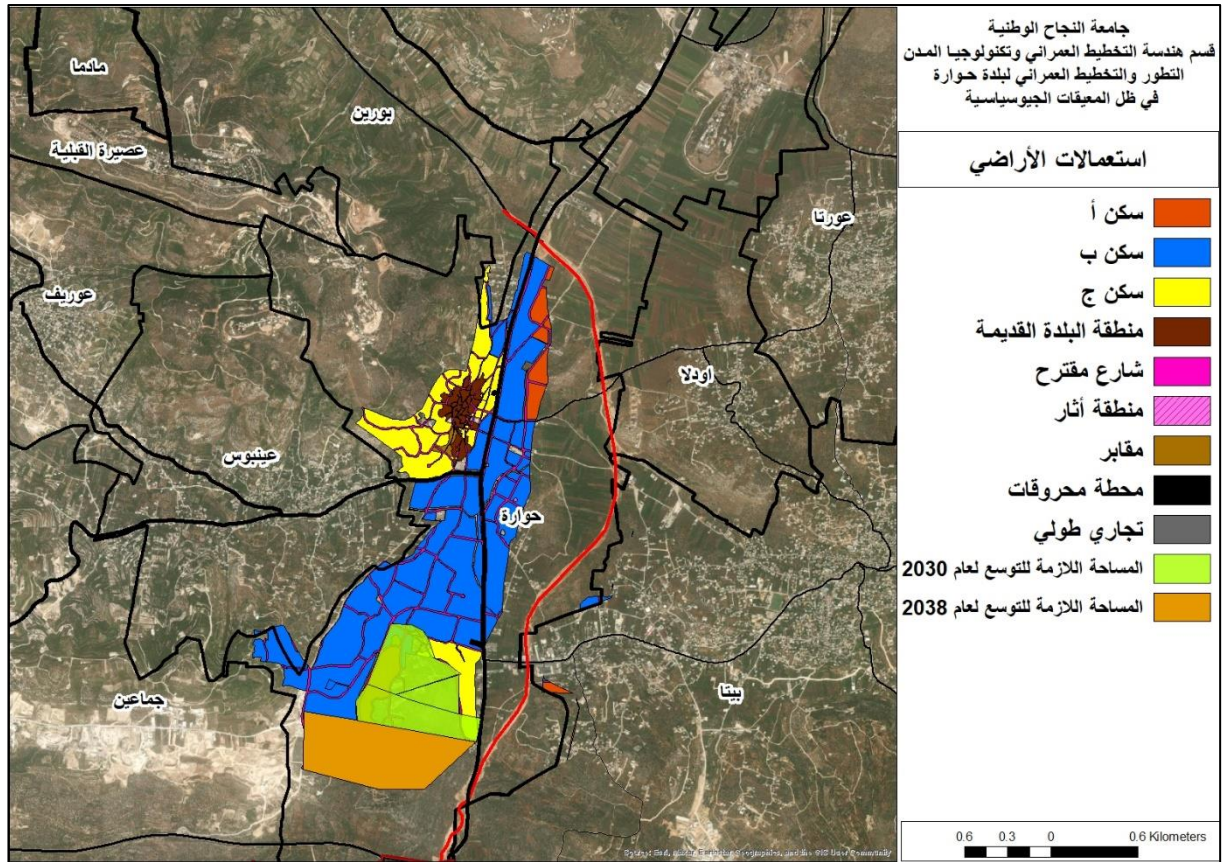 جامعة النجاح الوطنية
قسم هندسة التخطيط العمراني وتكنولوجيا المدن
التطور والتخطيط العمراني لبلدة حوارة
في ظل المعيقات الجيوسياسية
استعمالات الأراضي
سكن أ
سكن ب
سكن ج
منطقة البلدة القديمة
شارع مقترح
منطقة أثار
مقابر
محطة محروقات
تجاري طولي
المساحة اللازمة للتوسع لعام 2030
المساحة اللازمة للتوسع لعام 2038
0.6 0.3 0 0.6 Kilometers
مادما
بورين
عصيرة القبلية
عورتا
عوريف
اودلا
عينبوس
حوارة
جماعين
بيتا